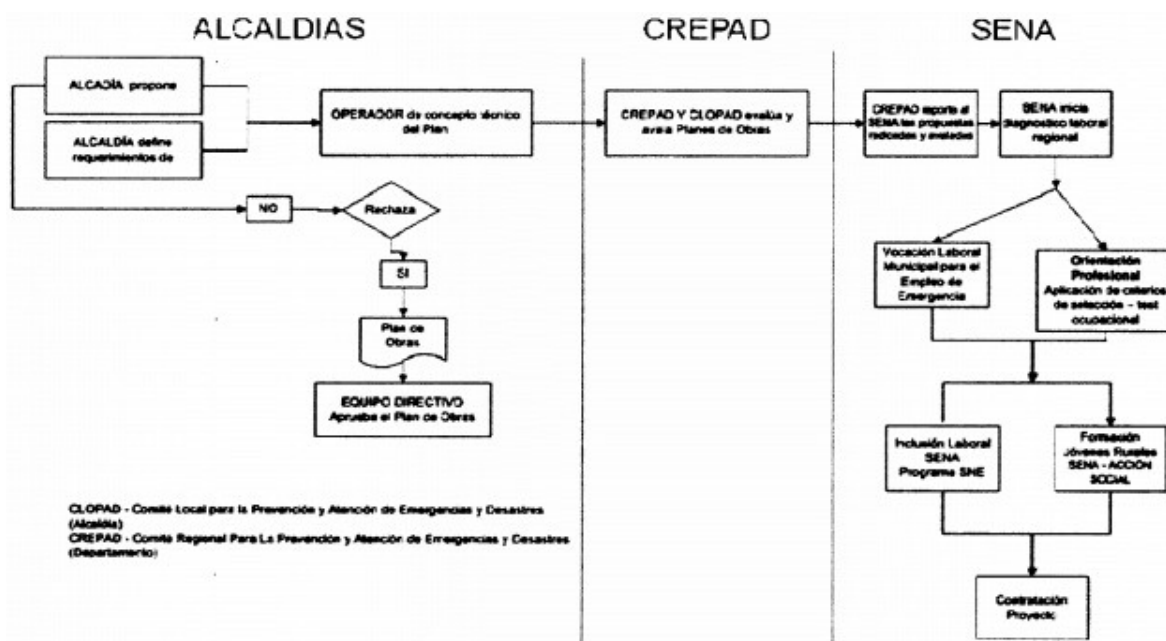 ALCALDIAS
CREPAD
SENA
ALCADÍA propone
ALCALDÍA define
requerimientos de
OPERADOR de concepto técnico
del Plan
CREPAD Y CLOPAD evalúa y
avala Planes de Obras
CREPAD reporte al
SENA las propuestas
radicadas y avaladas
SENA inicia
diagnóstico laboral
regional
NO
Rechaza
SI
Plan de
Obras
EQUIPO DIRECTIVO
Aprueba el Plan de Obras
Vocación Laboral
Municipal para el
Empleo de
Emergencia
Orientación
Profesional
Aplicación de criterios
de selección – test
ocupacional
Inclusión Laboral
SENA
Programa SNE
Formación
Jóvenes Rurales
SENA - ACCIÓN
SOCIAL
Contratación
Proyecto
CLOPAD - Comité Local para la Prevención y Atención de Emergencias y Desastres
(Alcaldía)
CREPAD - Comité Regional Para La Prevención y Atención de Emergencias y Desastres
(Departamento)